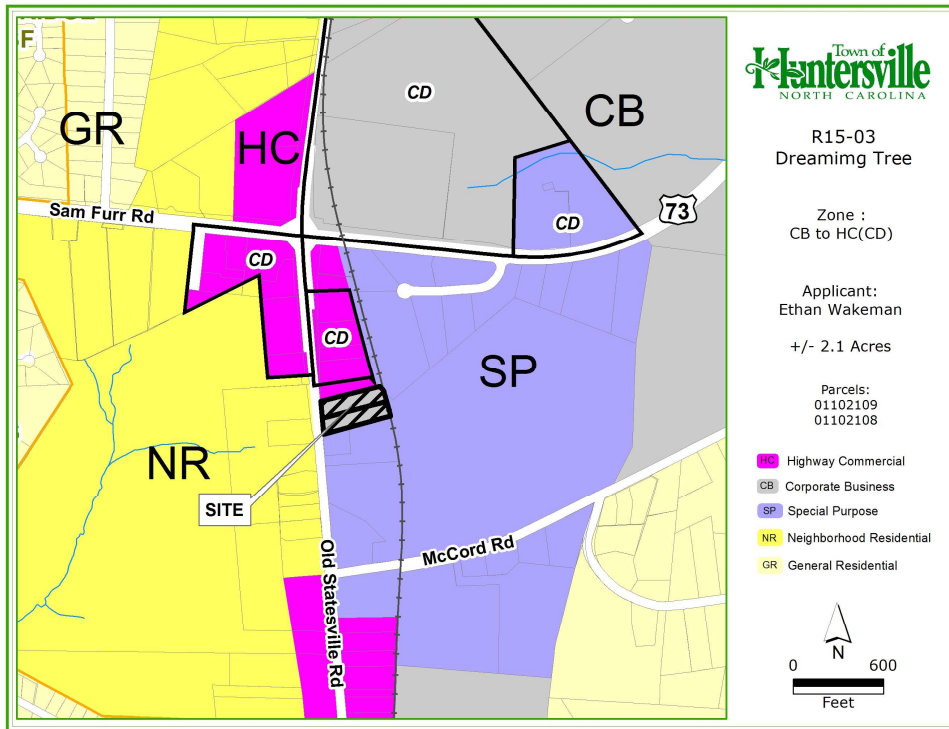 F
GR
HC
CD
CB
Sam Furr Rd
73
CD
CD
CD
SP
NR
SITE
McCord Rd
Old Statesville Rd
Town of
Huntersville
NORTH CAROLINA
R15-03
Dreamimg Tree
Zone :
CB to HC(CD)
Applicant:
Ethan Wakeman
+/- 2.1 Acres
Parcels:
01102109
01102108
HC Highway Commercial
CB Corporate Business
SP Special Purpose
NR Neighborhood Residential
GR General Residential
N
0 600
Feet